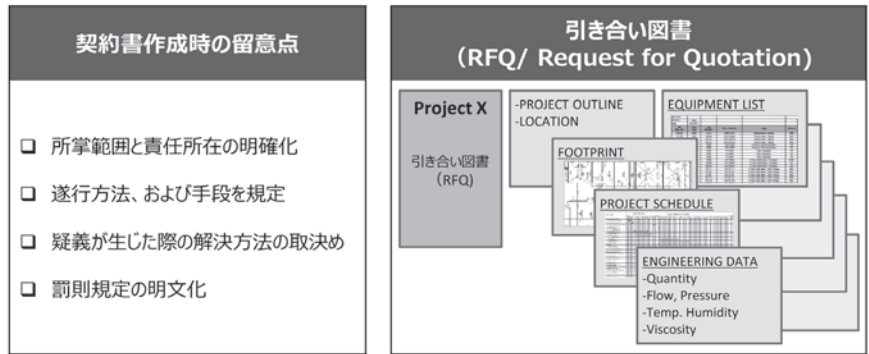 契約書作成時の留意点
❑ 所掌範囲と責任所在の明確化
❑ 遂行方法、および手段を規定
❑ 疑義が生じた際の解決方法の取決め
❑ 罰則規定の明文化
引き合い図書
(RFQ/ Request for Quotation)
Project X
引き合い図書
(RFQ)
-PROJECT OUTLINE
-LOCATION
EQUIPMENT LIST
FOOTPRINT
PROJECT SCHEDULE
ENGINEERING DATA
-Quantity
-Flow, Pressure
-Temp. Humidity
-Viscosity